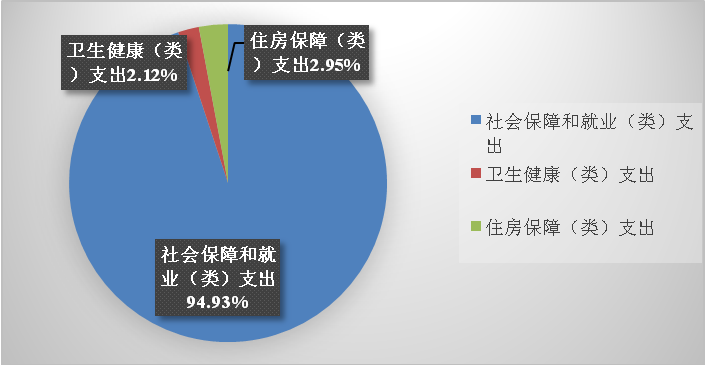 卫生健康（类
）支出2.12%
住房保障（类
）支出2.95%
社会保障和就
业（类）支出
94.93%
社会保障和就业（类）支
出
卫生健康（类）支出
住房保障（类）支出